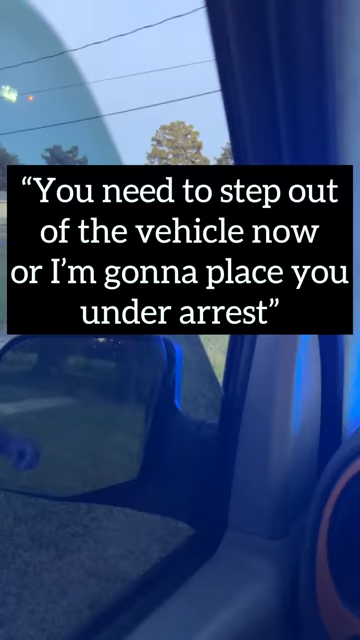 “You need to step out
of the vehicle now
or I’m gonna place you
under arrest”